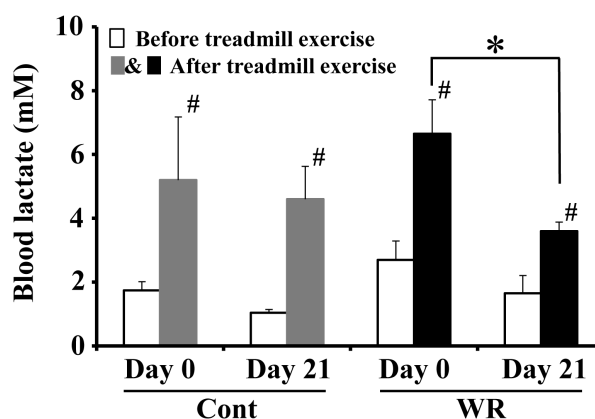 Before treadmill exercise
& After treadmill exercise
Blood lactate (mM)
10
8
6
4
2
0
#
#
#
*
#
Day 0
Day 21
Day 0
Day 21
Cont
WR